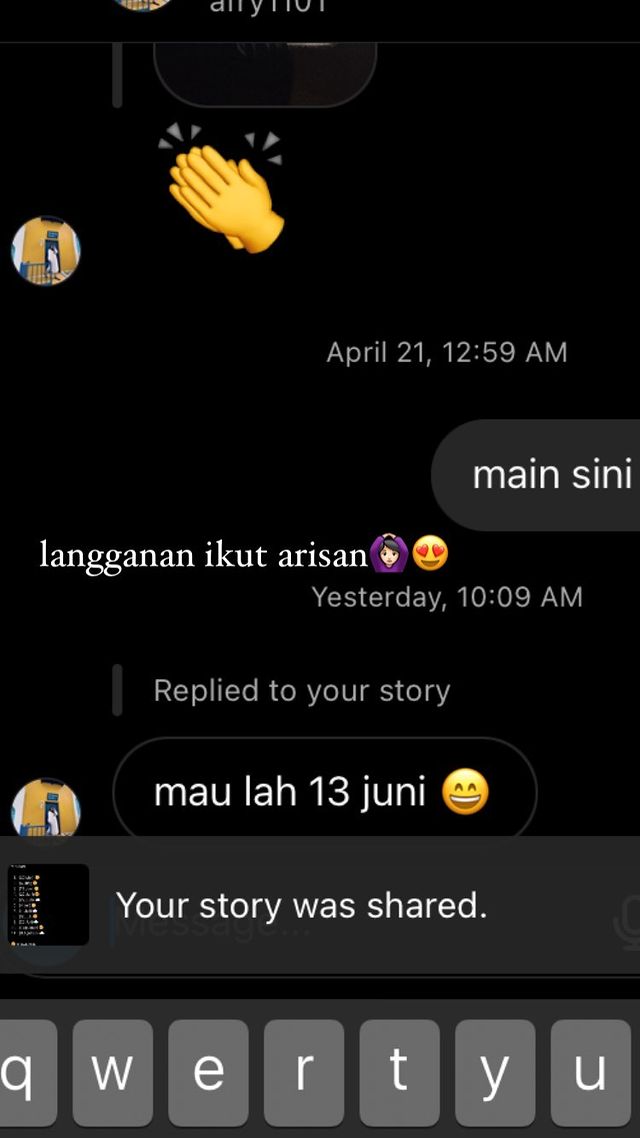 April 21, 12:59 AM
main sini
langganan ikut arisan🙆🏻‍♀️😍
Yesterday, 10:09 AM
Replied to your story
mau lah 13 juni 😄
Your story was shared.
Message...
q w e r t y u